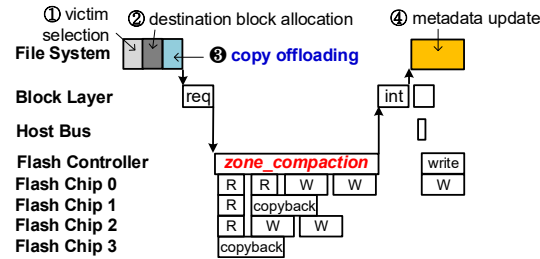 ① victim selection
② destination block allocation
④ metadata update
File System
❸ copy offloading
Block Layer req int
Host Bus
Flash Controller zone_compaction write
Flash Chip 0 R R W W W
Flash Chip 1 R copyback
Flash Chip 2 R W W
Flash Chip 3 copyback